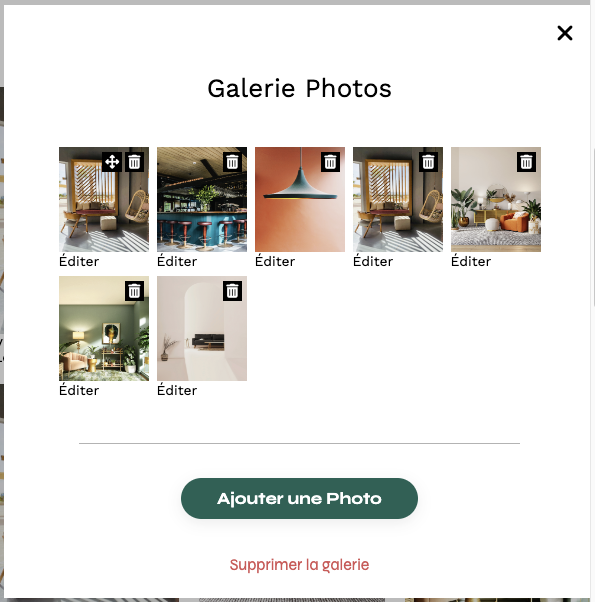 Galerie Photos
Éditer Éditer Éditer Éditer Éditer
Éditer Éditer
Ajouter une Photo
Supprimer la galerie